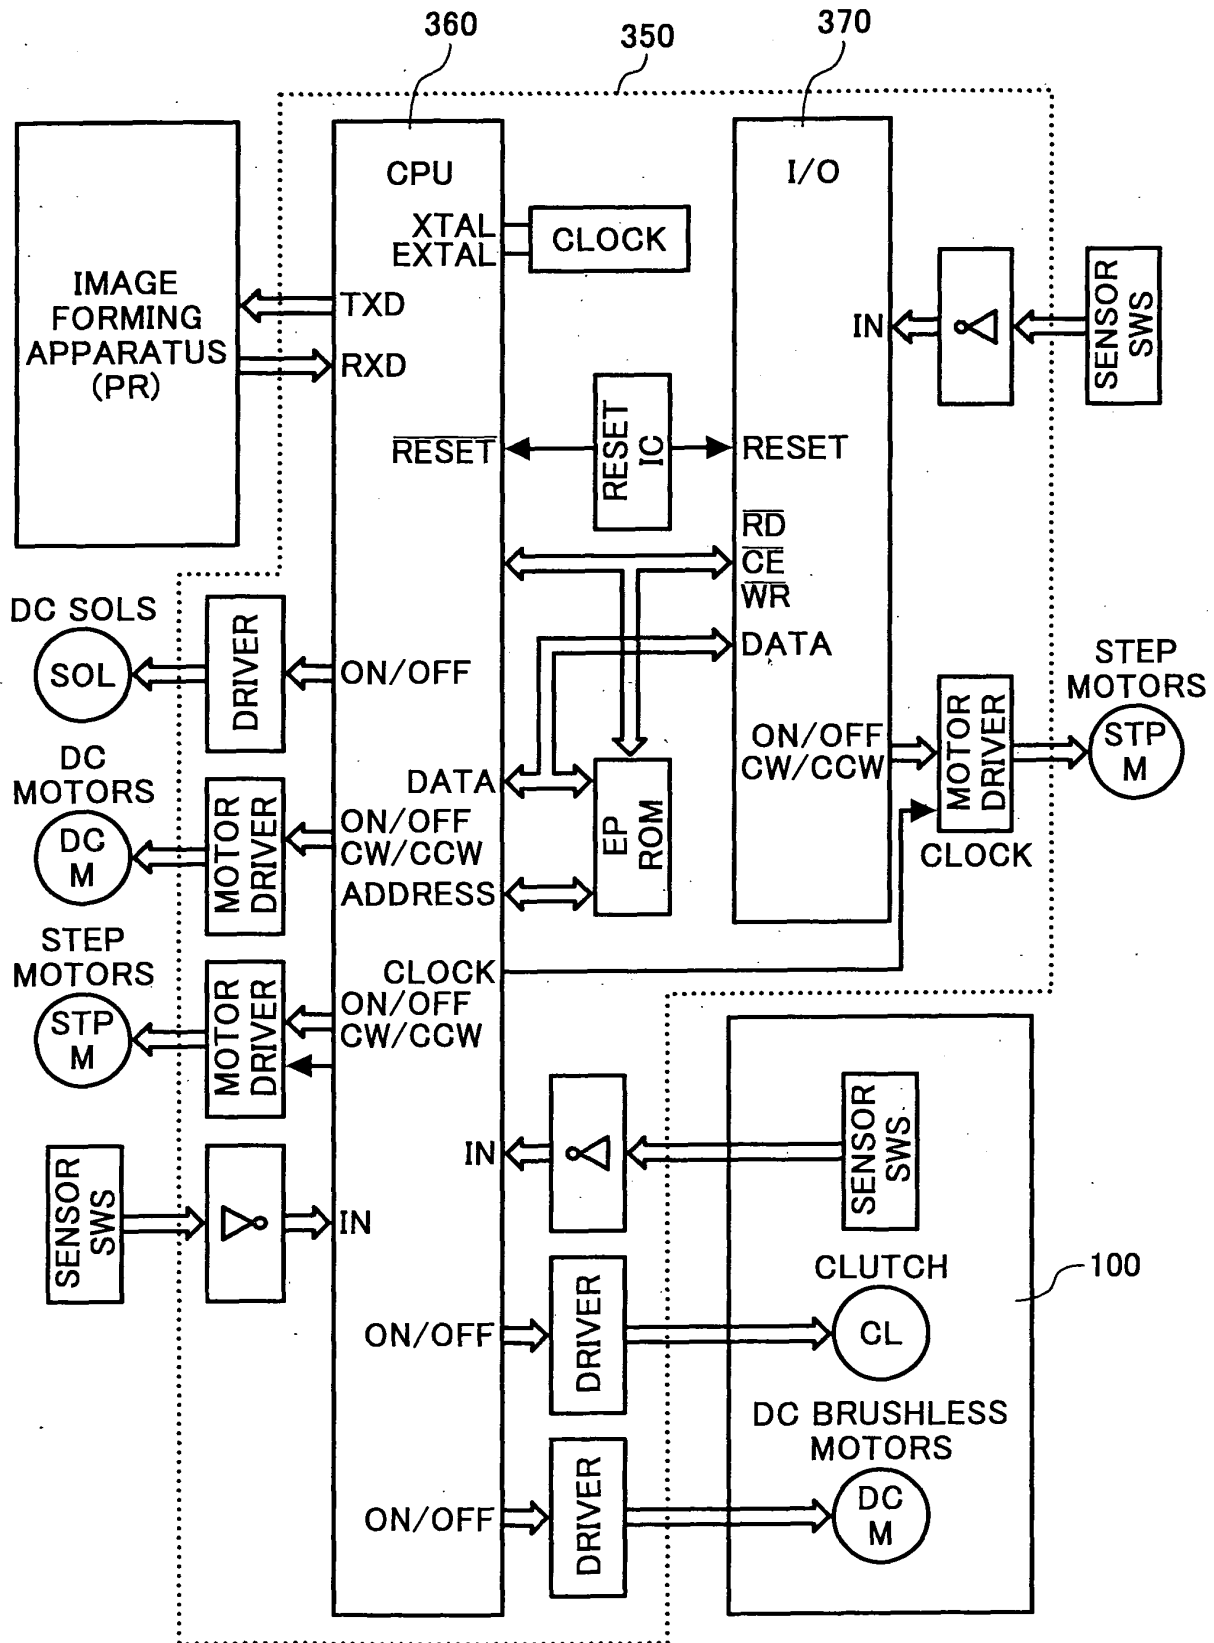 360
350
370
CPU
I/O
XTAL
EXTAL
CLOCK
IMAGE
FORMING
APPARATUS
(PR)
TXD
RXD
IN
SENSOR
SWS
RESET
RESET
IC
RESET
RD
CE
WR
DATA
DC SOLS
SOL
DRIVER
ON/OFF
STEP
MOTORS
STP
M
ON/OFF
CW/CCW
MOTOR
DRIVER
CLOCK
DC
MOTORS
DC
M
MOTOR
DRIVER
DATA
ON/OFF
CW/CCW
ADDRESS
EP
ROM
STEP
MOTORS
STP
M
MOTOR
DRIVER
CLOCK
ON/OFF
CW/CCW
IN
SENSOR
SWS
SENSOR
SWS
IN
CLUTCH
CL
100
ON/OFF
DRIVER
DC BRUSHLESS
MOTORS
DC
M
ON/OFF
DRIVER